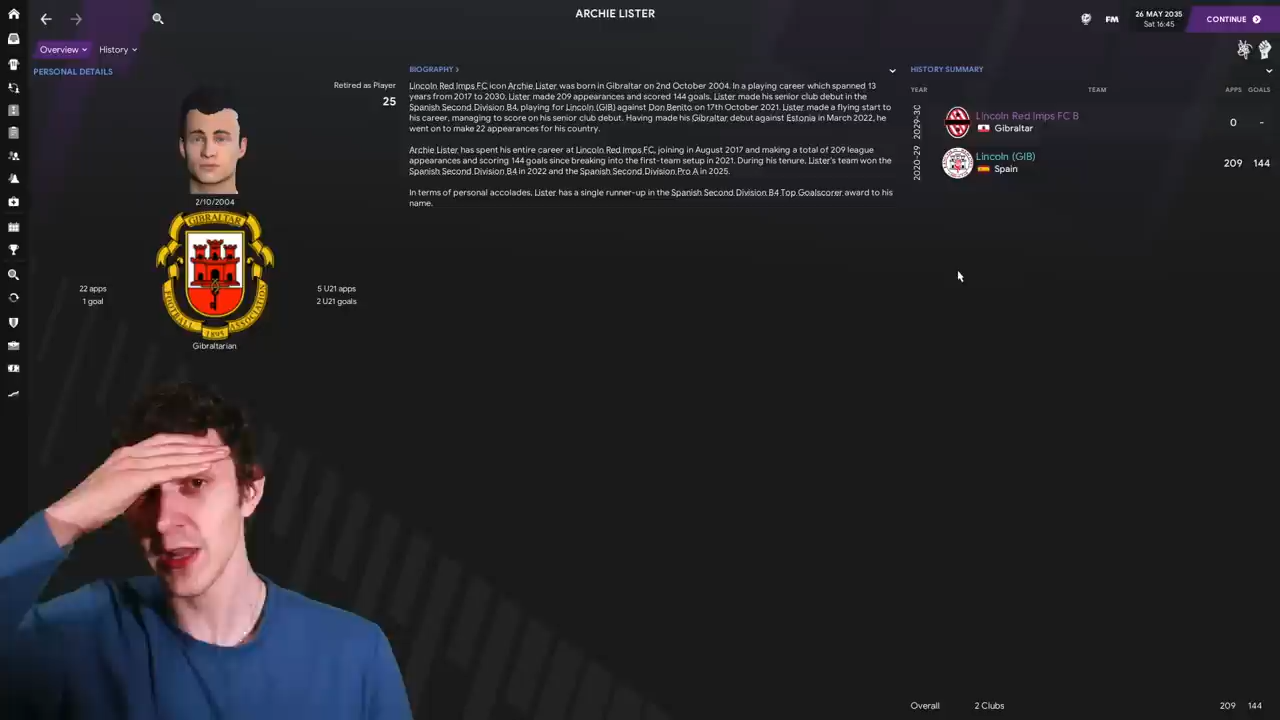 ARCHIE LISTER
FM
26 MAY 2035
Sat 16:45
CONTINUE
Overview
History
PERSONAL DETAILS
Retired as Player
25
2/10/2004
GIBRALTAR
FOOTBALL
ASSOCIATION
1895
22 apps
1 goal
5 U21 apps
2 U21 goals
Gibraltarian
BIOGRAPHY
Lincoln Red Imps FC icon Archie Lister was born in Gibraltar on 2nd October 2004. In a playing career which spanned 13
years from 2017 to 2030, Lister made 209 appearances and scored 144 goals. Lister made his senior club debut in the
Spanish Second Division B4, playing for Lincoln (GIB) against Don Benito on 17th October 2021. Lister made a flying start to
his career, managing to score on his senior club debut. Having made his Gibraltar debut against Estonia in March 2022, he
went on to make 22 appearances for his country.
Archie Lister has spent his entire career at Lincoln Red Imps FC, joining in August 2017 and making a total of 209 league
appearances and scoring 144 goals since breaking into the first-team setup in 2021. During his tenure, Lister's team won the
Spanish Second Division B4 in 2022 and the Spanish Second Division Pro A in 2025.
In terms of personal accolades, Lister has a single runner-up in the Spanish Second Division B4 Top Goalscorer award to his
name.
HISTORY SUMMARY
YEAR TEAM APPS GOALS
2029-30 Lincoln Red Imps FC B Gibraltar 0 -
2020-29 Lincoln (GIB) Spain 209 144
Overall 2 Clubs 209 144